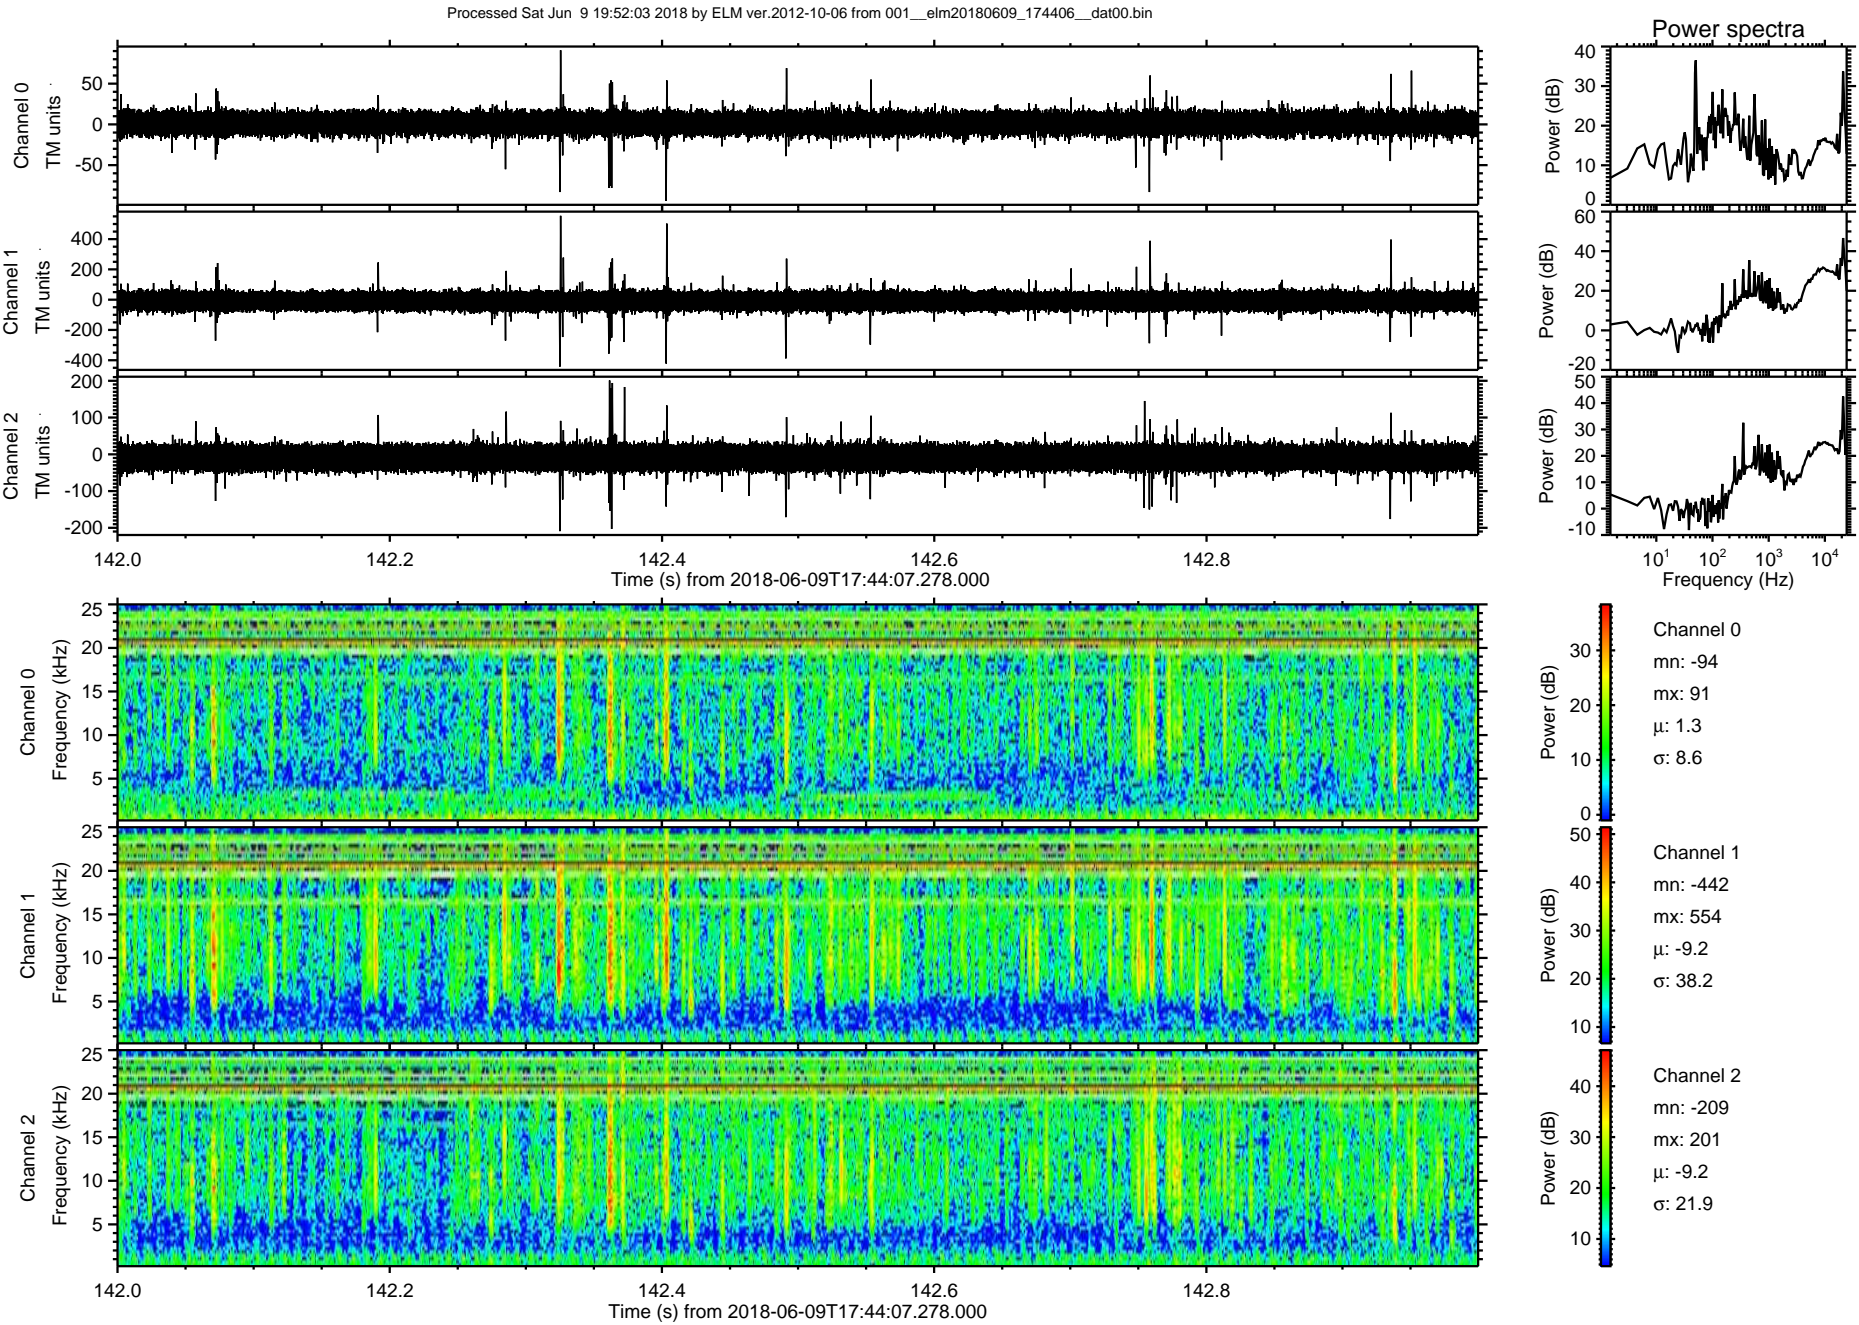 Processed Sat Jun  9 19:52:03 2018 by ELM ver.2012-10-06 from 001__elm20180609_174406__dat00.bin
Power spectra
Channel 0
TM units
50
0
-50
Power (dB)
40
30
20
10
0
Channel 1
TM units
400
200
0
-200
-400
Power (dB)
60
40
20
0
-20
Channel 2
TM units
200
100
0
-100
-200
Power (dB)
50
40
30
20
10
0
-10
142.0 142.2 142.4 142.6 142.8
Time (s) from 2018-06-09T17:44:07.278.000
10¹ 10² 10³ 10⁴
Frequency (Hz)
Channel 0
Frequency (kHz)
25
20
15
10
5
Power (dB)
30
20
10
0
Channel 0
mn: -94
mx: 91
μ: 1.3
σ: 8.6
Channel 1
Frequency (kHz)
25
20
15
10
5
Power (dB)
50
40
30
20
10
Channel 1
mn: -442
mx: 554
μ: -9.2
σ: 38.2
Channel 2
Frequency (kHz)
25
20
15
10
5
Power (dB)
40
30
20
10
Channel 2
mn: -209
mx: 201
μ: -9.2
σ: 21.9
142.0 142.2 142.4 142.6 142.8
Time (s) from 2018-06-09T17:44:07.278.000